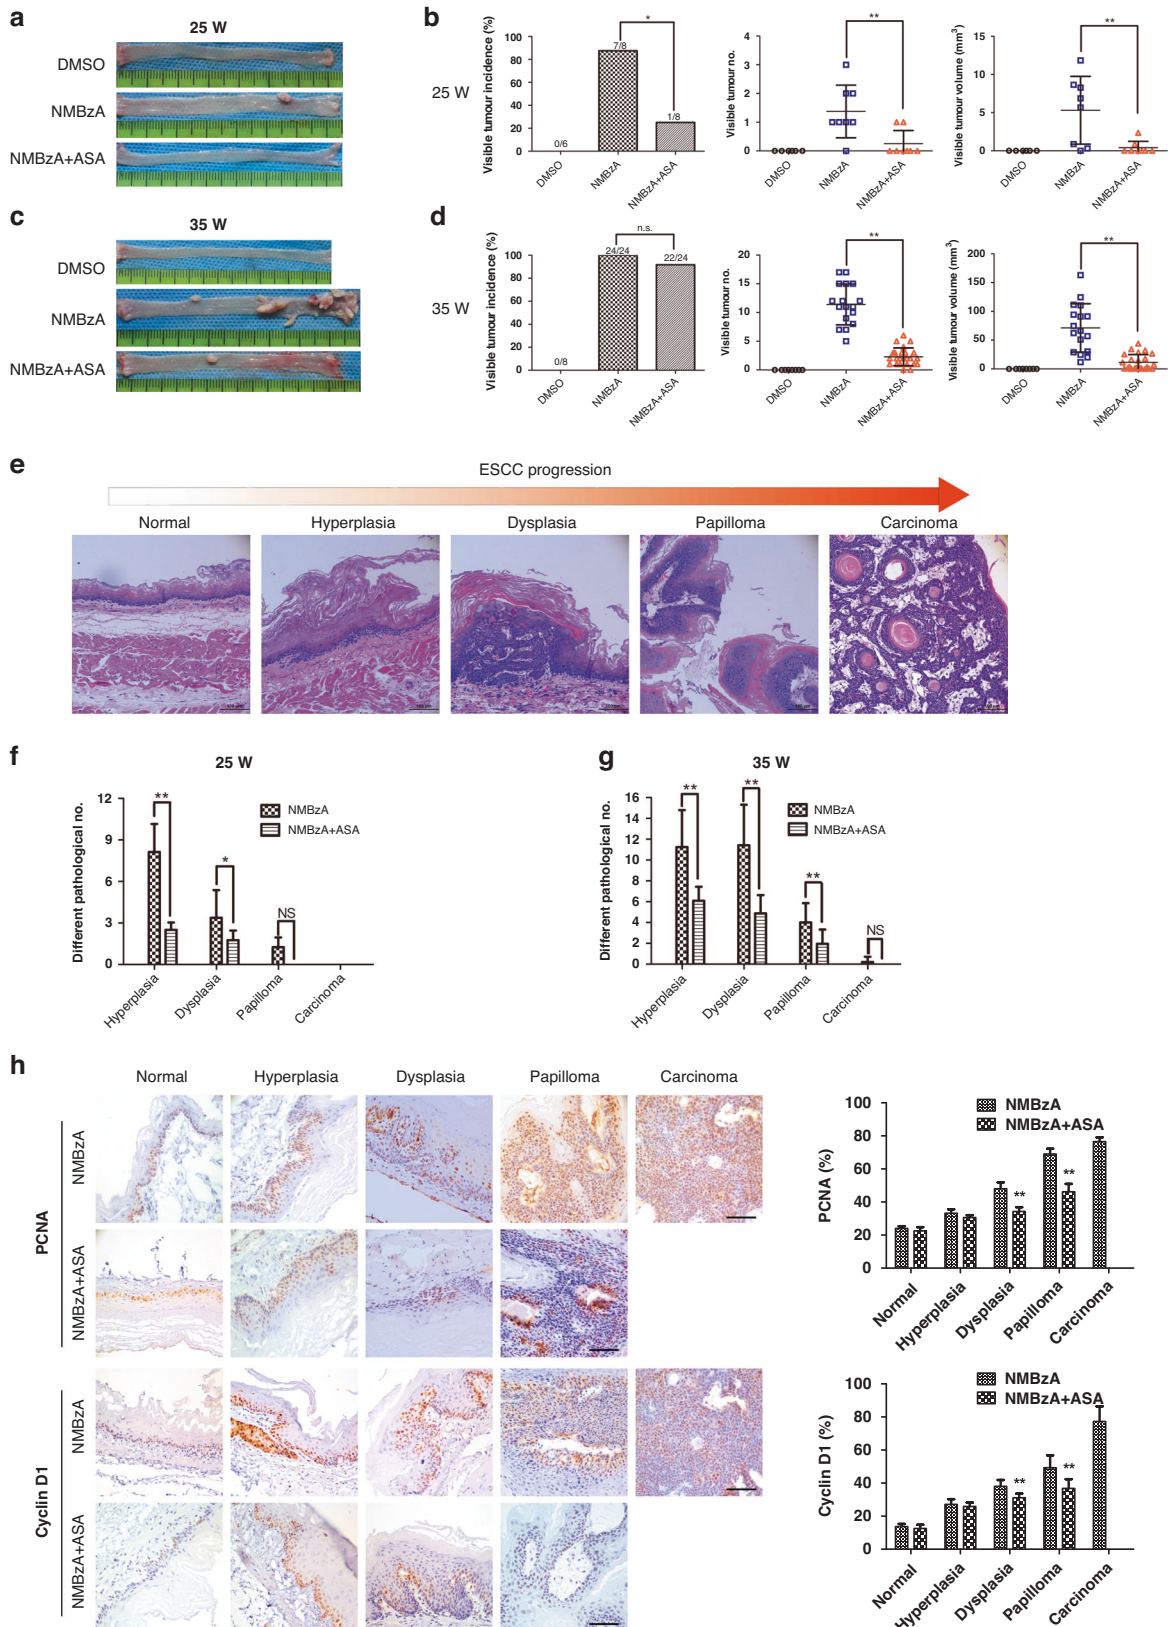 a
25 W
DMSO
NMBzA
NMBzA+ASA
b
25 W
Visible tumour incidence (%)
100
80
60
40
20
0
0/6
7/8
1/8
*
DMSO
NMBzA
NMBzA+ASA
Visible tumour no.
4
3
2
1
0
**
DMSO
NMBzA
NMBzA+ASA
Visible tumour volume (mm³)
15
10
5
0
**
DMSO
NMBzA
NMBzA+ASA
c
35 W
DMSO
NMBzA
NMBzA+ASA
d
35 W
Visible tumour incidence (%)
100
80
60
40
20
0
0/8
24/24
22/24
n.s.
DMSO
NMBzA
NMBzA+ASA
Visible tumour no.
20
15
10
5
0
**
DMSO
NMBzA
NMBzA+ASA
Visible tumour volume (mm³)
200
150
100
50
0
**
DMSO
NMBzA
NMBzA+ASA
e
ESCC progression
Normal
Hyperplasia
Dysplasia
Papilloma
Carcinoma
f
25 W
Different pathological no.
12
9
6
3
0
**
*
NS
NMBzA
NMBzA+ASA
Hyperplasia
Dysplasia
Papilloma
Carcinoma
g
35 W
Different pathological no.
16
14
12
10
8
6
4
2
0
**
**
**
NS
NMBzA
NMBzA+ASA
Hyperplasia
Dysplasia
Papilloma
Carcinoma
h
Normal
Hyperplasia
Dysplasia
Papilloma
Carcinoma
PCNA
NMBzA
NMBzA+ASA
Cyclin D1
NMBzA
NMBzA+ASA
PCNA (%)
100
80
60
40
20
0
NMBzA
NMBzA+ASA
**
**
Normal
Hyperplasia
Dysplasia
Papilloma
Carcinoma
Cyclin D1 (%)
100
80
60
40
20
0
NMBzA
NMBzA+ASA
**
**
Normal
Hyperplasia
Dysplasia
Papilloma
Carcinoma